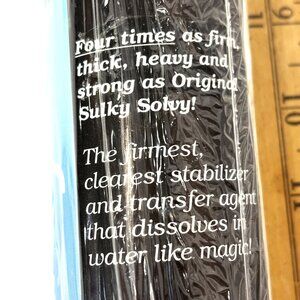 Four times as firm,
thick, heavy and
strong as Original
Sulky Solvy!
The firmest,
clearest stabilizer
and transfer agent
that dissolves in
water like magic!